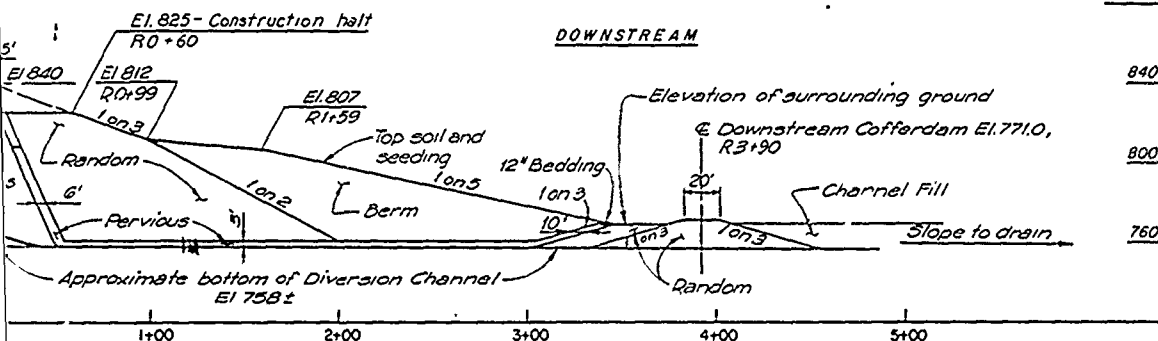 El. 825 - Construction halt
R0+60
DOWNSTREAM
5'
El 840
El 812
R0+99
El. 807
R1+59
840
Elevation of surrounding ground
1 on 3
Top soil and
seeding
12" Bedding
℄ Downstream Cofferdam El. 771.0,
R3+90
800
Random
1 on 5
1 on 3
20'
Channel Fill
S
6'
1 on 2
Berm
10'
Pervious
5'
1 on 3
1 on 3
Slope to drain
760
Approximate bottom of Diversion Channel
El 758±
Random
1+00
2+00
3+00
4+00
5+00